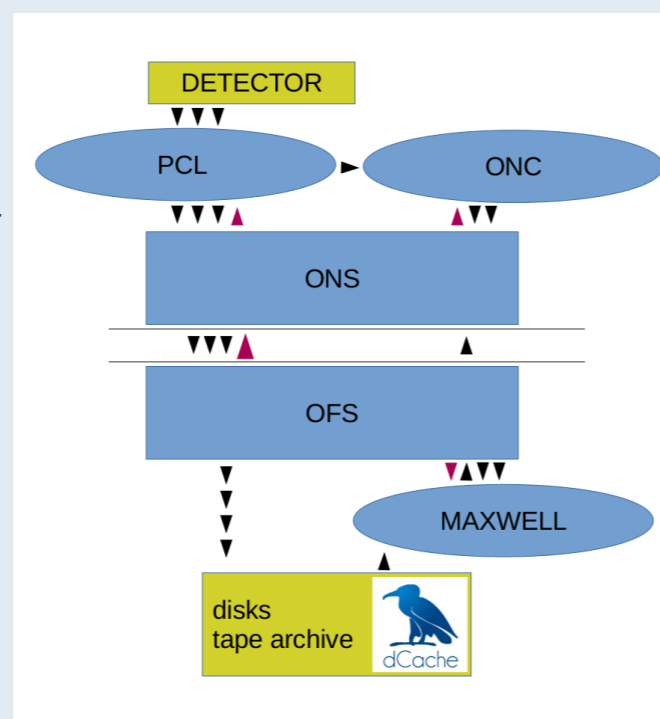 DETECTOR
PCL
ONC
ONS
OFS
MAXWELL
disks
tape archive
dCache